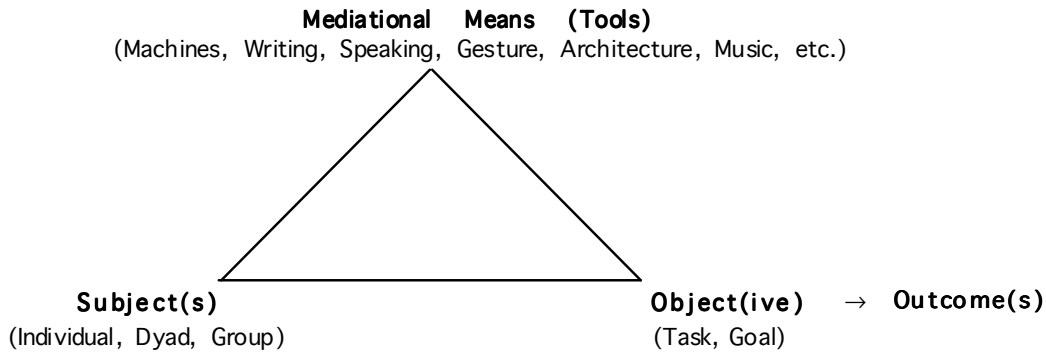 Mediational Means (Tools)
(Machines, Writing, Speaking, Gesture, Architecture, Music, etc.)
Subject(s)
Object(ive) → Outcome(s)
(Individual, Dyad, Group)
(Task, Goal)